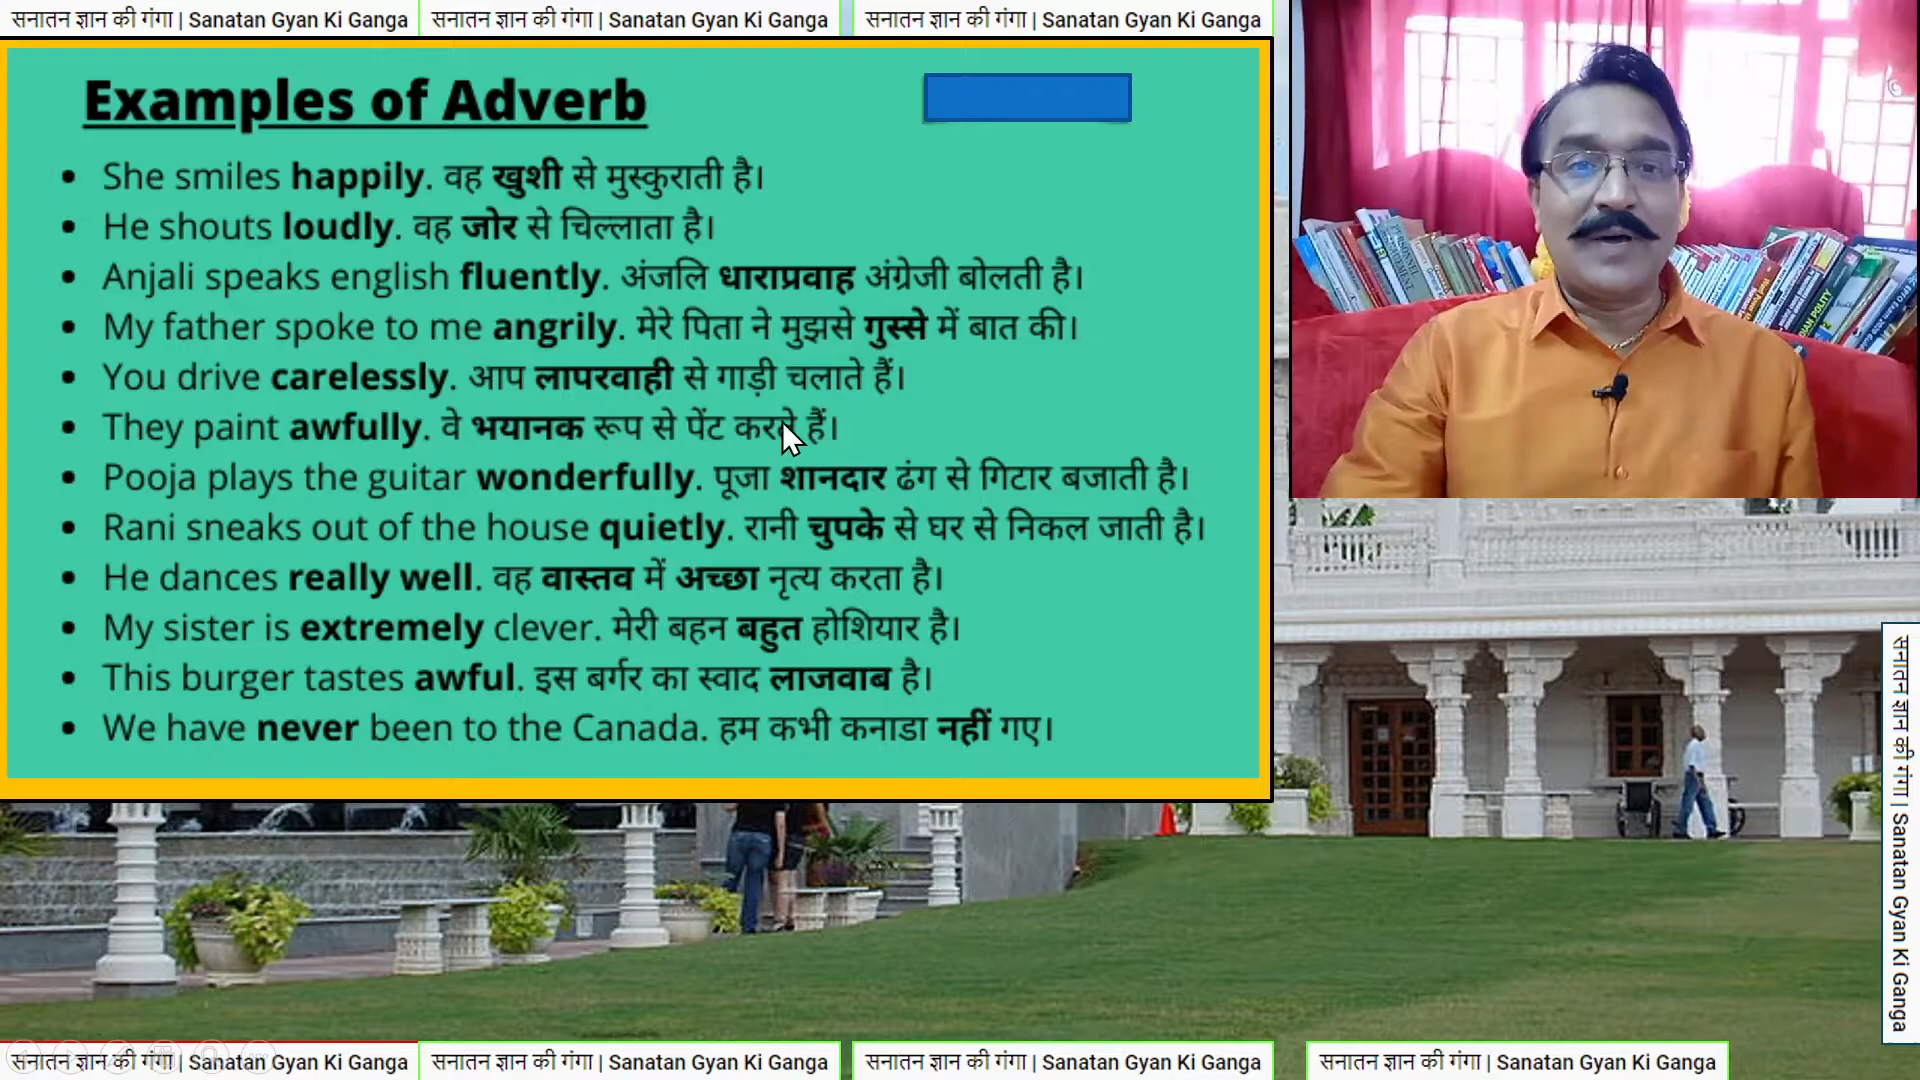 सनातन ज्ञान की गंगा | Sanatan Gyan Ki Ganga
सनातन ज्ञान की गंगा | Sanatan Gyan Ki Ganga
सनातन ज्ञान की गंगा | Sanatan Gyan Ki Ganga
Examples of Adverb
• She smiles happily. वह खुशी से मुस्कुराती है।
• He shouts loudly. वह जोर से चिल्लाता है।
• Anjali speaks english fluently. अंजलि धाराप्रवाह अंग्रेजी बोलती है।
• My father spoke to me angrily. मेरे पिता ने मुझसे गुस्से में बात की।
• You drive carelessly. आप लापरवाही से गाड़ी चलाते हैं।
• They paint awfully. वे भयानक रूप से पेंट करते हैं।
• Pooja plays the guitar wonderfully. पूजा शानदार ढंग से गिटार बजाती है।
• Rani sneaks out of the house quietly. रानी चुपके से घर से निकल जाती है।
• He dances really well. वह वास्तव में अच्छा नृत्य करता है।
• My sister is extremely clever. मेरी बहन बहुत होशियार है।
• This burger tastes awful. इस बर्गर का स्वाद लाजवाब है।
• We have never been to the Canada. हम कभी कनाडा नहीं गए।
सनातन ज्ञान की गंगा | Sanatan Gyan Ki Ganga
सनातन ज्ञान की गंगा | Sanatan Gyan Ki Ganga
सनातन ज्ञान की गंगा | Sanatan Gyan Ki Ganga
सनातन ज्ञान की गंगा | Sanatan Gyan Ki Ganga
सनातन ज्ञान की गंगा | Sanatan Gyan Ki Ganga